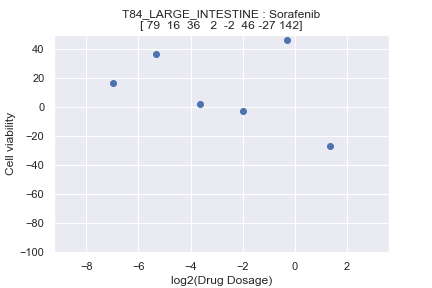 T84_LARGE_INTESTINE : Sorafenib
[ 79 16 36 2 -2 46 -27 142]
40
20
0
−20
−40
−60
−80
−100
Cell viability
−8 −6 −4 −2 0 2
log2(Drug Dosage)